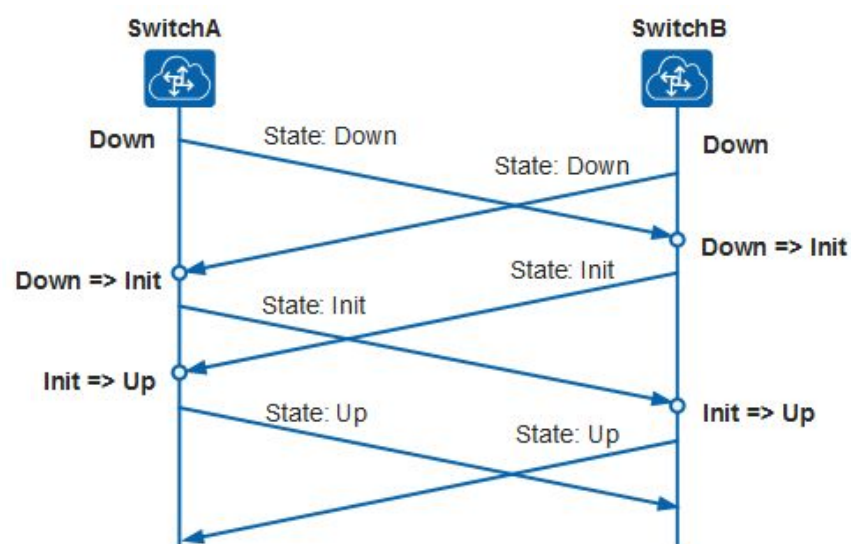 SwitchA
SwitchB
Down
State: Down
Down
State: Down
Down => Init
Down => Init
State: Init
State: Init
Init => Up
State: Up
Init => Up
State: Up